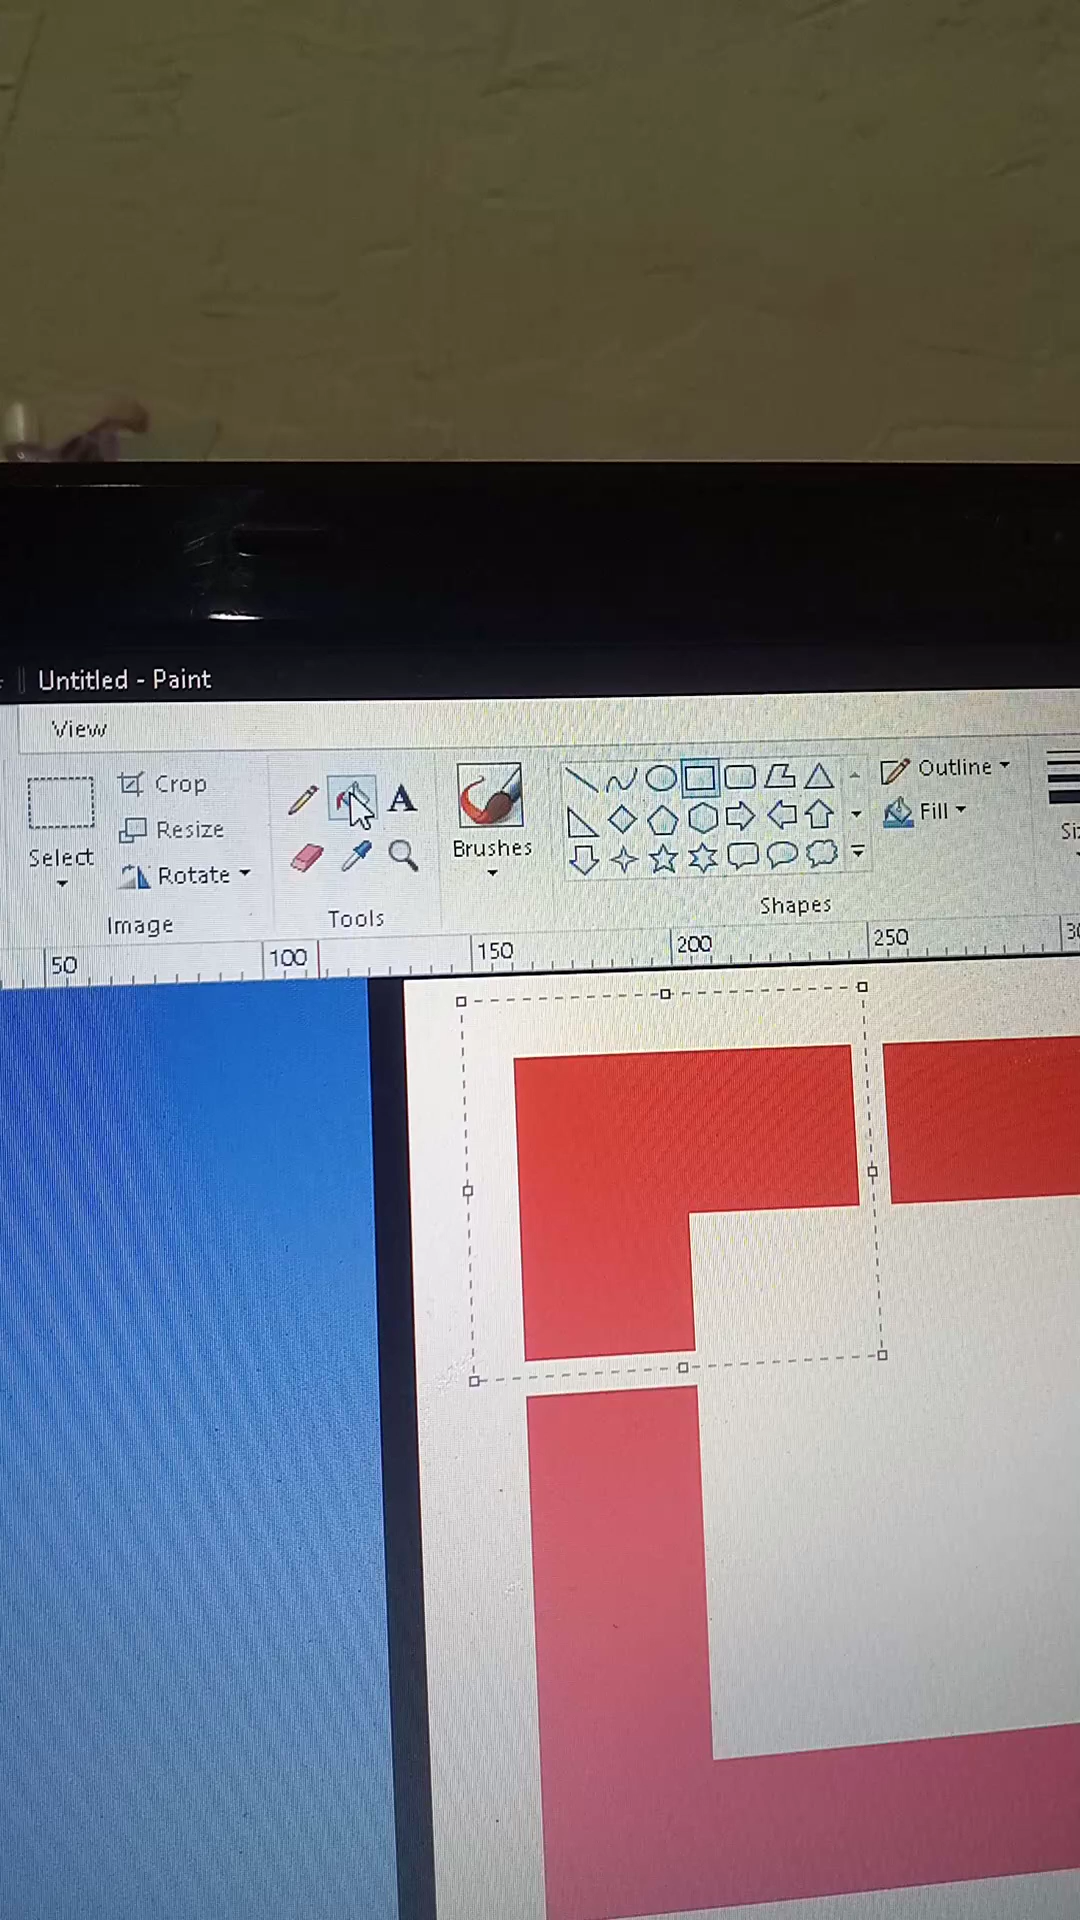 Untitled - Paint
View
Crop
Resize
Rotate
Select
Image
Tools
A
Brushes
Shapes
Outline
Fill
50 100 150 200 250